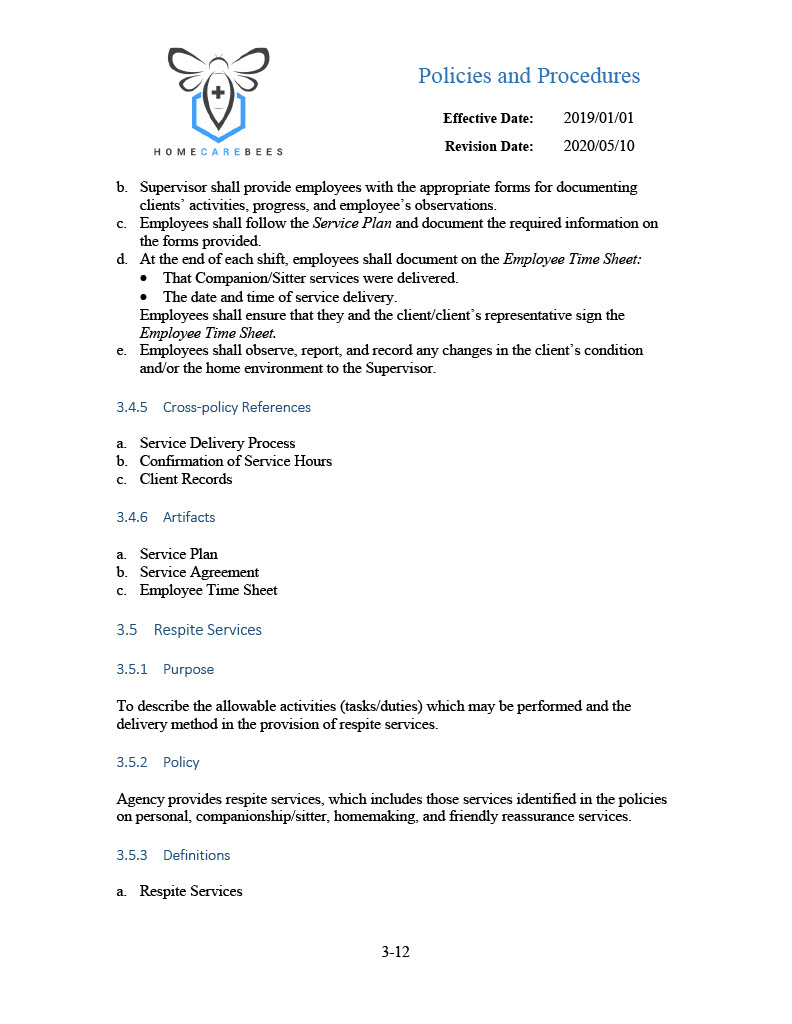 HOMECAREBEES
Policies and Procedures
Effective Date: 2019/01/01
Revision Date: 2020/05/10
b. Supervisor shall provide employees with the appropriate forms for documenting
clients’ activities, progress, and employee’s observations.
c. Employees shall follow the Service Plan and document the required information on
the forms provided.
d. At the end of each shift, employees shall document on the Employee Time Sheet:
• That Companion/Sitter services were delivered.
• The date and time of service delivery.
Employees shall ensure that they and the client/client’s representative sign the
Employee Time Sheet.
e. Employees shall observe, report, and record any changes in the client’s condition
and/or the home environment to the Supervisor.
3.4.5 Cross-policy References
a. Service Delivery Process
b. Confirmation of Service Hours
c. Client Records
3.4.6 Artifacts
a. Service Plan
b. Service Agreement
c. Employee Time Sheet
3.5 Respite Services
3.5.1 Purpose
To describe the allowable activities (tasks/duties) which may be performed and the
delivery method in the provision of respite services.
3.5.2 Policy
Agency provides respite services, which includes those services identified in the policies
on personal, companionship/sitter, homemaking, and friendly reassurance services.
3.5.3 Definitions
a. Respite Services
3-12